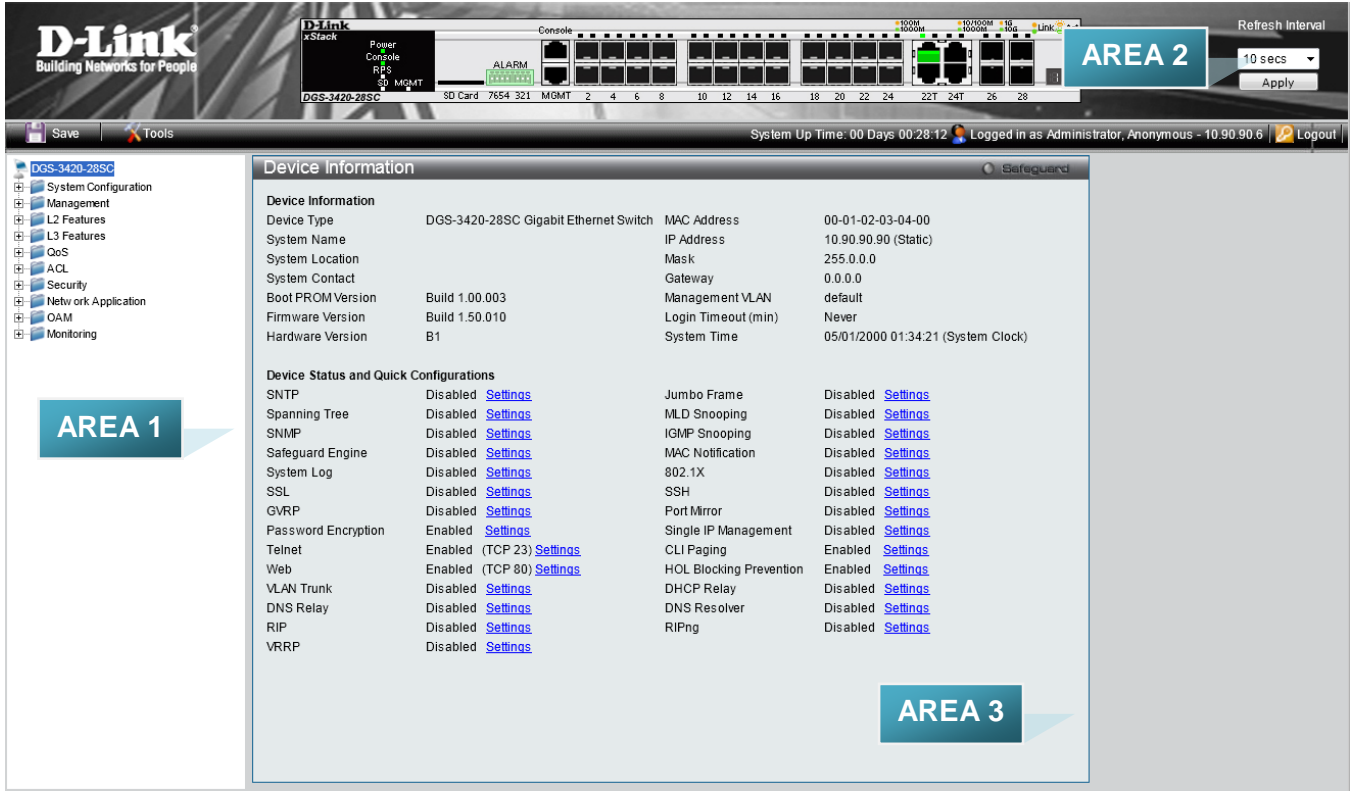 D-Link
Building Networks for People
D-Link
xStack
Power
Console
RPS
SD MGMT
DGS-3420-28SC
ALARM
Console
SD Card 7654 321 MGMT 2 4 6 8 10 12 14 16 18 20 22 24 22T 24T 26 28
100M 10/100M 1G
1000M 1000M 10G Link
AREA 2
Refresh Interval
10 secs
Apply
Save Tools System Up Time: 00 Days 00:28:12 Logged in as Administrator, Anonymous - 10.90.90.6 Logout
DGS-3420-28SC
System Configuration
Management
L2 Features
L3 Features
QoS
ACL
Security
Network Application
OAM
Monitoring
AREA 1
Device Information Safeguard
Device Information
Device Type DGS-3420-28SC Gigabit Ethernet Switch MAC Address 00-01-02-03-04-00
System Name IP Address 10.90.90.90 (Static)
System Location Mask 255.0.0.0
System Contact Gateway 0.0.0.0
Boot PROM Version Build 1.00.003 Management VLAN default
Firmware Version Build 1.50.010 Login Timeout (min) Never
Hardware Version B1 System Time 05/01/2000 01:34:21 (System Clock)
Device Status and Quick Configurations
SNTP Disabled Settings Jumbo Frame Disabled Settings
Spanning Tree Disabled Settings MLD Snooping Disabled Settings
SNMP Disabled Settings IGMP Snooping Disabled Settings
Safeguard Engine Disabled Settings MAC Notification Disabled Settings
System Log Disabled Settings 802.1X Disabled Settings
SSL Disabled Settings SSH Disabled Settings
GVRP Disabled Settings Port Mirror Disabled Settings
Password Encryption Enabled Settings Single IP Management Disabled Settings
Telnet Enabled (TCP 23) Settings CLI Paging Enabled Settings
Web Enabled (TCP 80) Settings HOL Blocking Prevention Enabled Settings
VLAN Trunk Disabled Settings DHCP Relay Disabled Settings
DNS Relay Disabled Settings DNS Resolver Disabled Settings
RIP Disabled Settings RIPng Disabled Settings
VRRP Disabled Settings
AREA 3